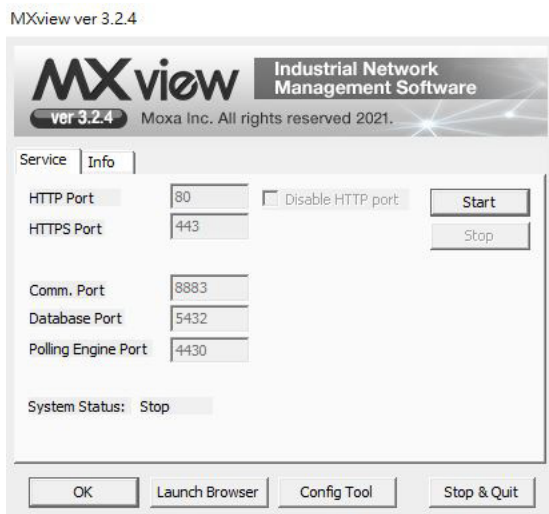 MXview ver 3.2.4
MXview Industrial Network
Management Software
ver 3.2.4 Moxa Inc. All rights reserved 2021.
Service Info
HTTP Port 80 Disable HTTP port Start
HTTPS Port 443 Stop
Comm. Port 8883
Database Port 5432
Polling Engine Port 4430
System Status: Stop
OK Launch Browser Config Tool Stop & Quit